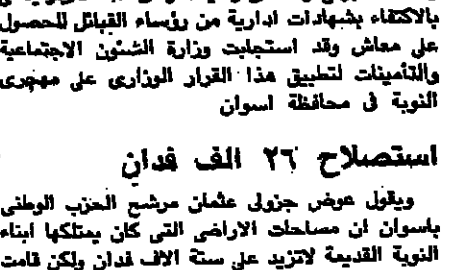 بالاكتفاء بشهادات ادارية من رؤساء القبائل للحصول
على معاش وقد استجابت وزارة الشئون الاجتماعية
والتأمينات لتطبيق هذا القرار الوزارى على مهجرى
النوبة فى محافظة اسوان
استصلاح ٢٦ الف فدان
ويقول عوض جزولى عثمان مرشح الحزب الوطنى
باسوان ان مساحات الاراضى التى كان يمتلكها ابناء
النوبة القديمة لاتزيد على ستة الاف فدان ولكن قامت